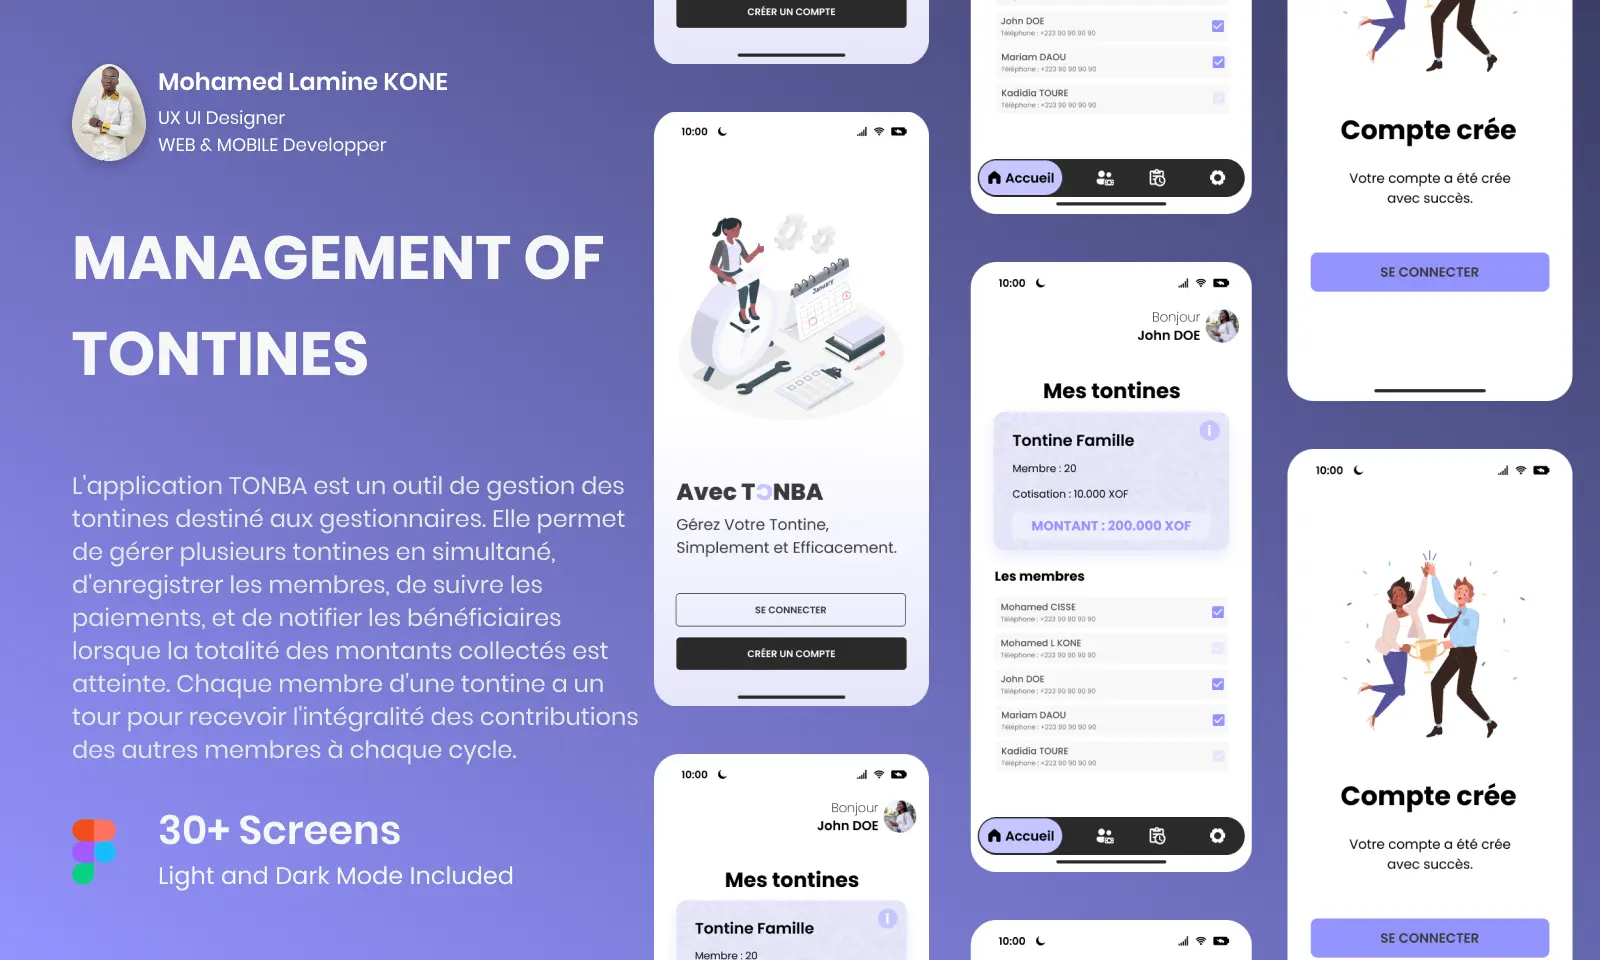 Mohamed Lamine KONE
UX UI Designer
WEB & MOBILE Developper
MANAGEMENT OF
TONTINES
L'application TONBA est un outil de gestion des
tontines destiné aux gestionnaires. Elle permet
de gérer plusieurs tontines en simultané,
d'enregistrer les membres, de suivre les
paiements, et de notifier les bénéficiaires
lorsque la totalité des montants collectés est
atteinte. Chaque membre d'une tontine a un
tour pour recevoir l'intégralité des contributions
des autres membres à chaque cycle.
30+ Screens
Light and Dark Mode Included
CRÉER UN COMPTE
10:00
January
Avec TONBA
Gérez Votre Tontine,
Simplement et Efficacement.
SE CONNECTER
CRÉER UN COMPTE
10:00
Bonjour
John DOE
Mes tontines
Tontine Famille
i
Membre : 20
John DOE
Téléphone : +223 90 90 90 90
Mariam DAOU
Téléphone : +223 90 90 90 90
Kadidia TOURE
Téléphone : +223 90 90 90 90
Accueil
10:00
Bonjour
John DOE
Mes tontines
Tontine Famille
i
Membre : 20
Cotisation : 10.000 XOF
MONTANT : 200.000 XOF
Les membres
Mohamed CISSE
Téléphone : +223 90 90 90 90
Mohamed L KONE
Téléphone : +223 90 90 90 90
John DOE
Téléphone : +223 90 90 90 90
Mariam DAOU
Téléphone : +223 90 90 90 90
Kadidia TOURE
Téléphone : +223 90 90 90 90
Accueil
10:00
Compte crée
Votre compte a été crée
avec succès.
SE CONNECTER
10:00
Compte crée
Votre compte a été crée
avec succès.
SE CONNECTER